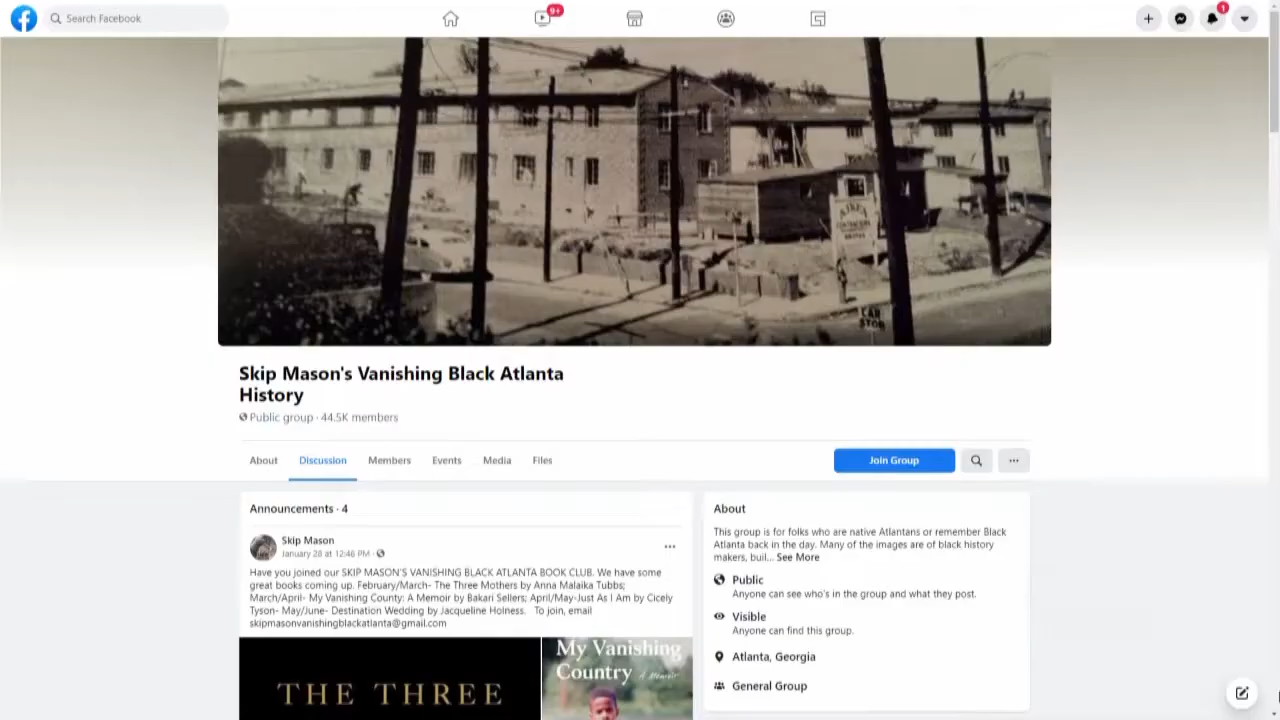 Search Facebook
9+
1
AIKEN
CAR
STOP
Skip Mason's Vanishing Black Atlanta
History
Public group · 44.5K members
About
Discussion
Members
Events
Media
Files
Join Group
Announcements · 4
Skip Mason
January 28 at 12:46 PM ·
Have you joined our SKIP MASON'S VANISHING BLACK ATLANTA BOOK CLUB. We have some
great books coming up. February/March- The Three Mothers by Anna Malaika Tubbs;
March/April- My Vanishing County: A Memoir by Bakari Sellers; April/May-Just As I Am by Cicely
Tyson- May/June- Destination Wedding by Jacqueline Holness. To join, email
skipmasonvanishingblackatlanta@gmail.com
THE THREE
My Vanishing
Country A Memoir
About
This group is for folks who are native Atlantans or remember Black
Atlanta back in the day. Many of the images are of black history
makers, buil... See More
Public
Anyone can see who's in the group and what they post.
Visible
Anyone can find this group.
Atlanta, Georgia
General Group